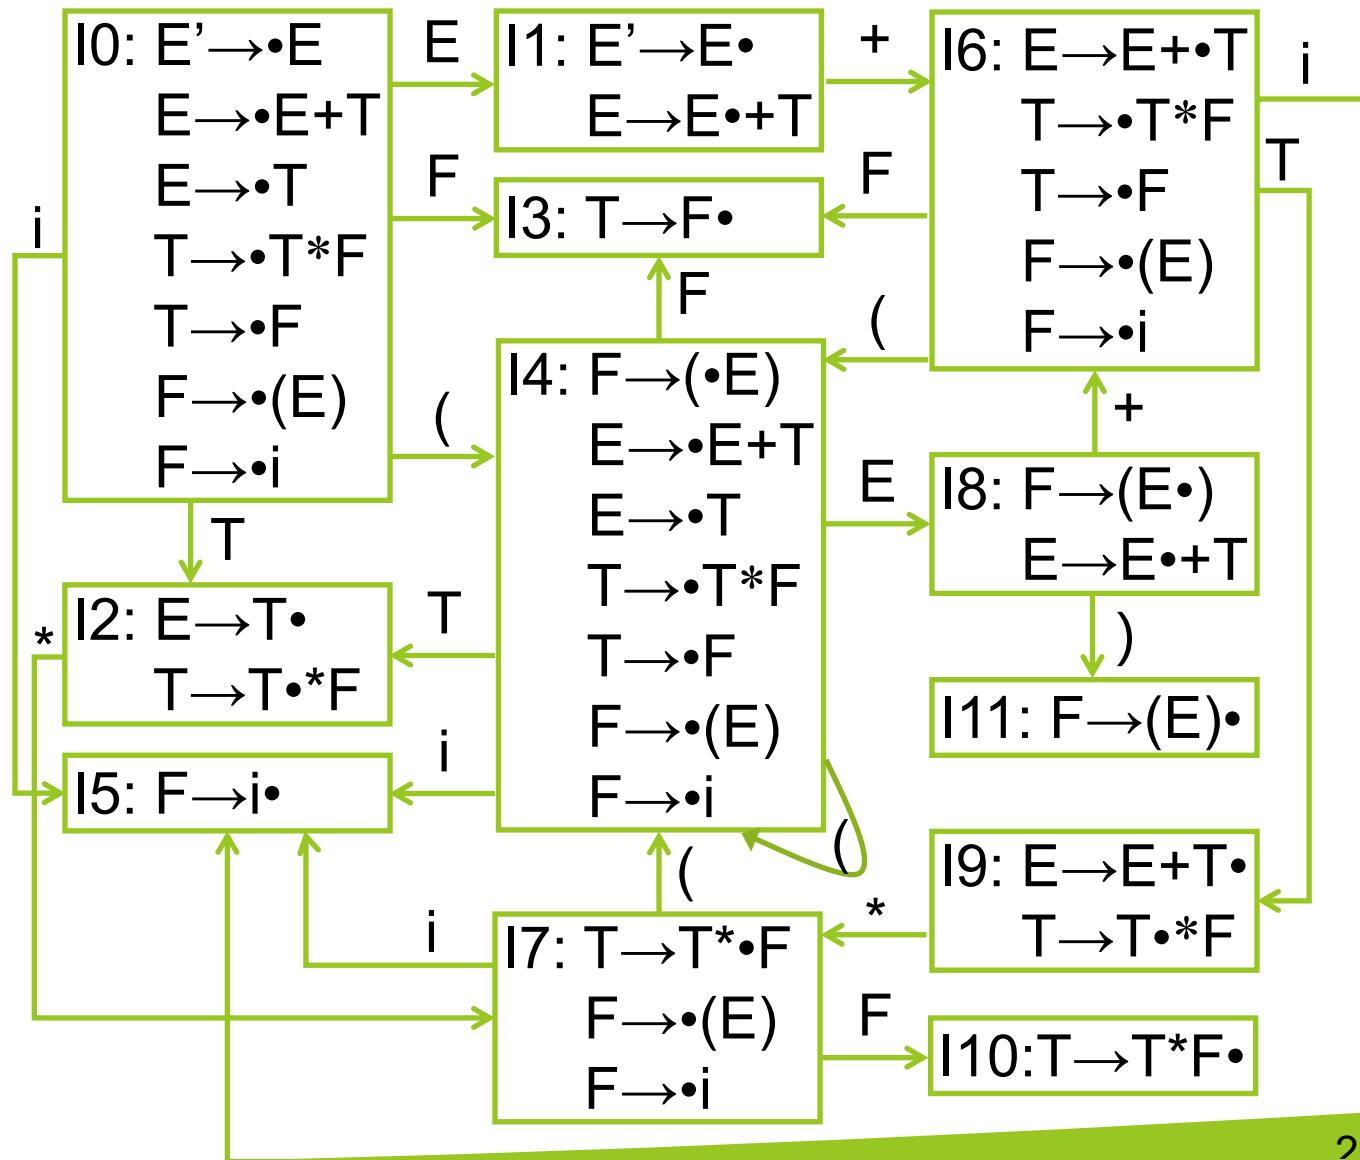 I0: E’→•E
E→•E+T
E→•T
T→•T*F
T→•F
F→•(E)
F→•i
E
F
(
i
T
I1: E’→E•
E→E•+T
+
I3: T→F•
F
F
(
I6: E→E+•T
T→•T*F
T→•F
F→•(E)
F→•i
i
T
I4: F→(•E)
E→•E+T
E→•T
T→•T*F
T→•F
F→•(E)
F→•i
E
T
i
(
(
+
I8: F→(E•)
E→E•+T
)
I2: E→T•
T→T•*F
*
I11: F→(E)•
I5: F→i•
I9: E→E+T•
T→T•*F
*
I7: T→T*•F
F→•(E)
F→•i
i
F
I10:T→T*F•
2